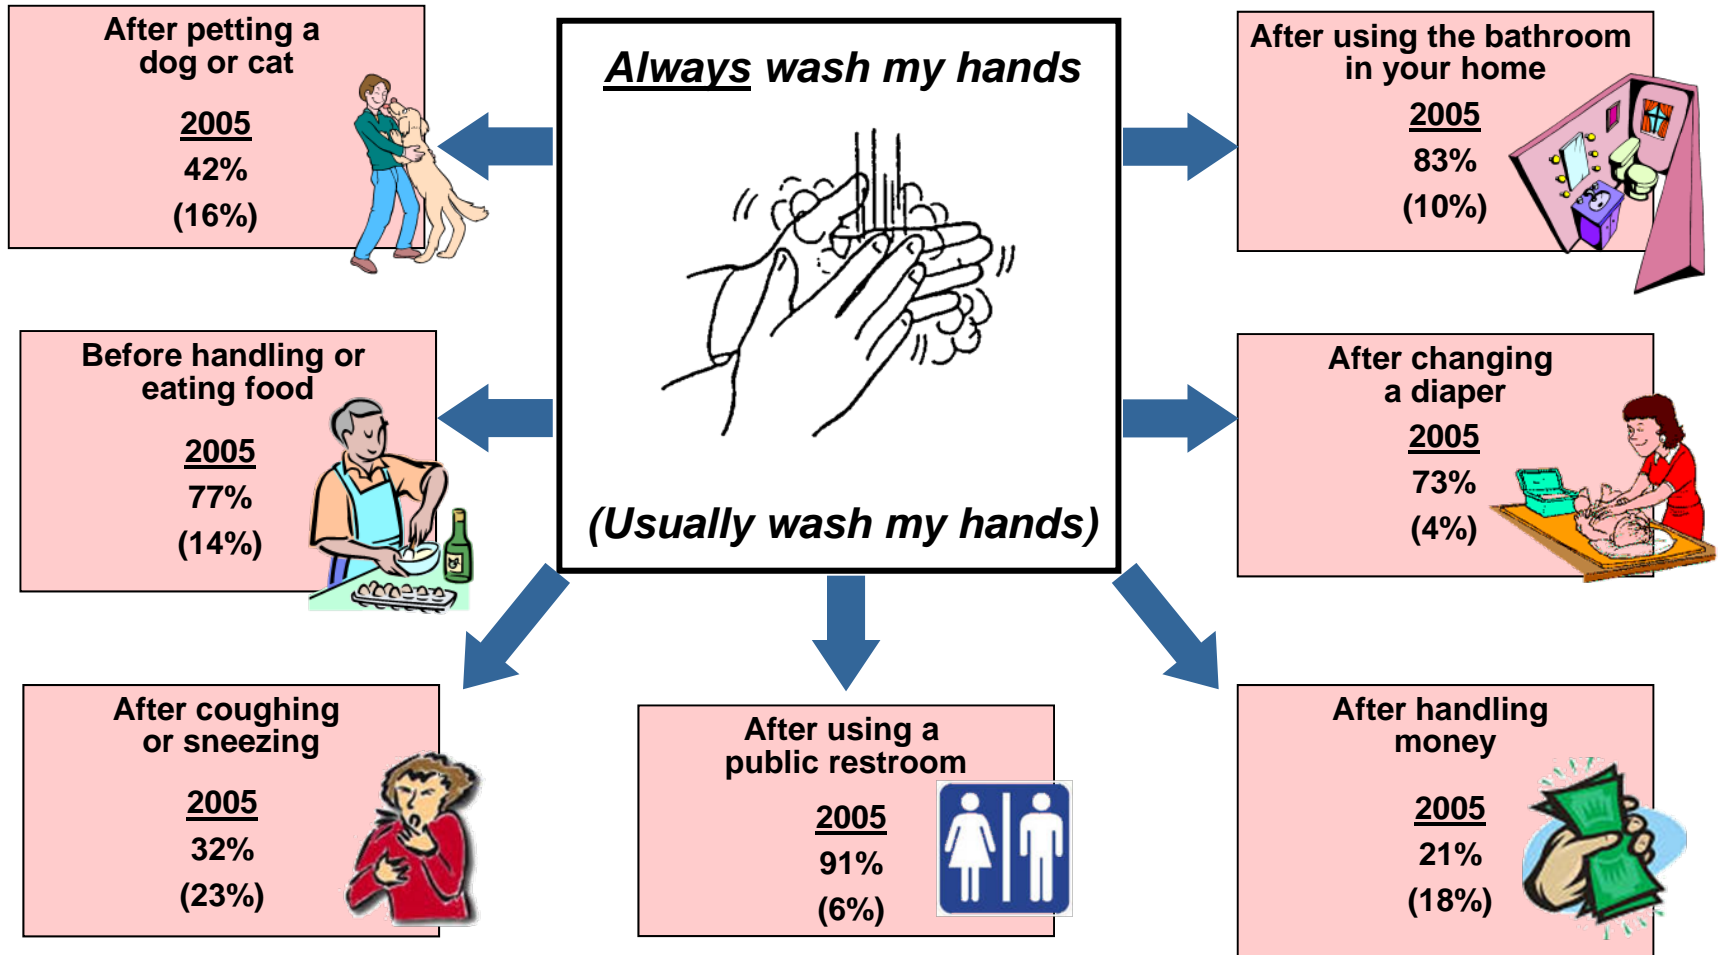 After petting a
dog or cat
2005
42%
(16%)
Always wash my hands
(Usually wash my hands)
After using the bathroom
in your home
2005
83%
(10%)
Before handling or
eating food
2005
77%
(14%)
After changing
a diaper
2005
73%
(4%)
After coughing
or sneezing
2005
32%
(23%)
After using a
public restroom
2005
91%
(6%)
After handling
money
2005
21%
(18%)